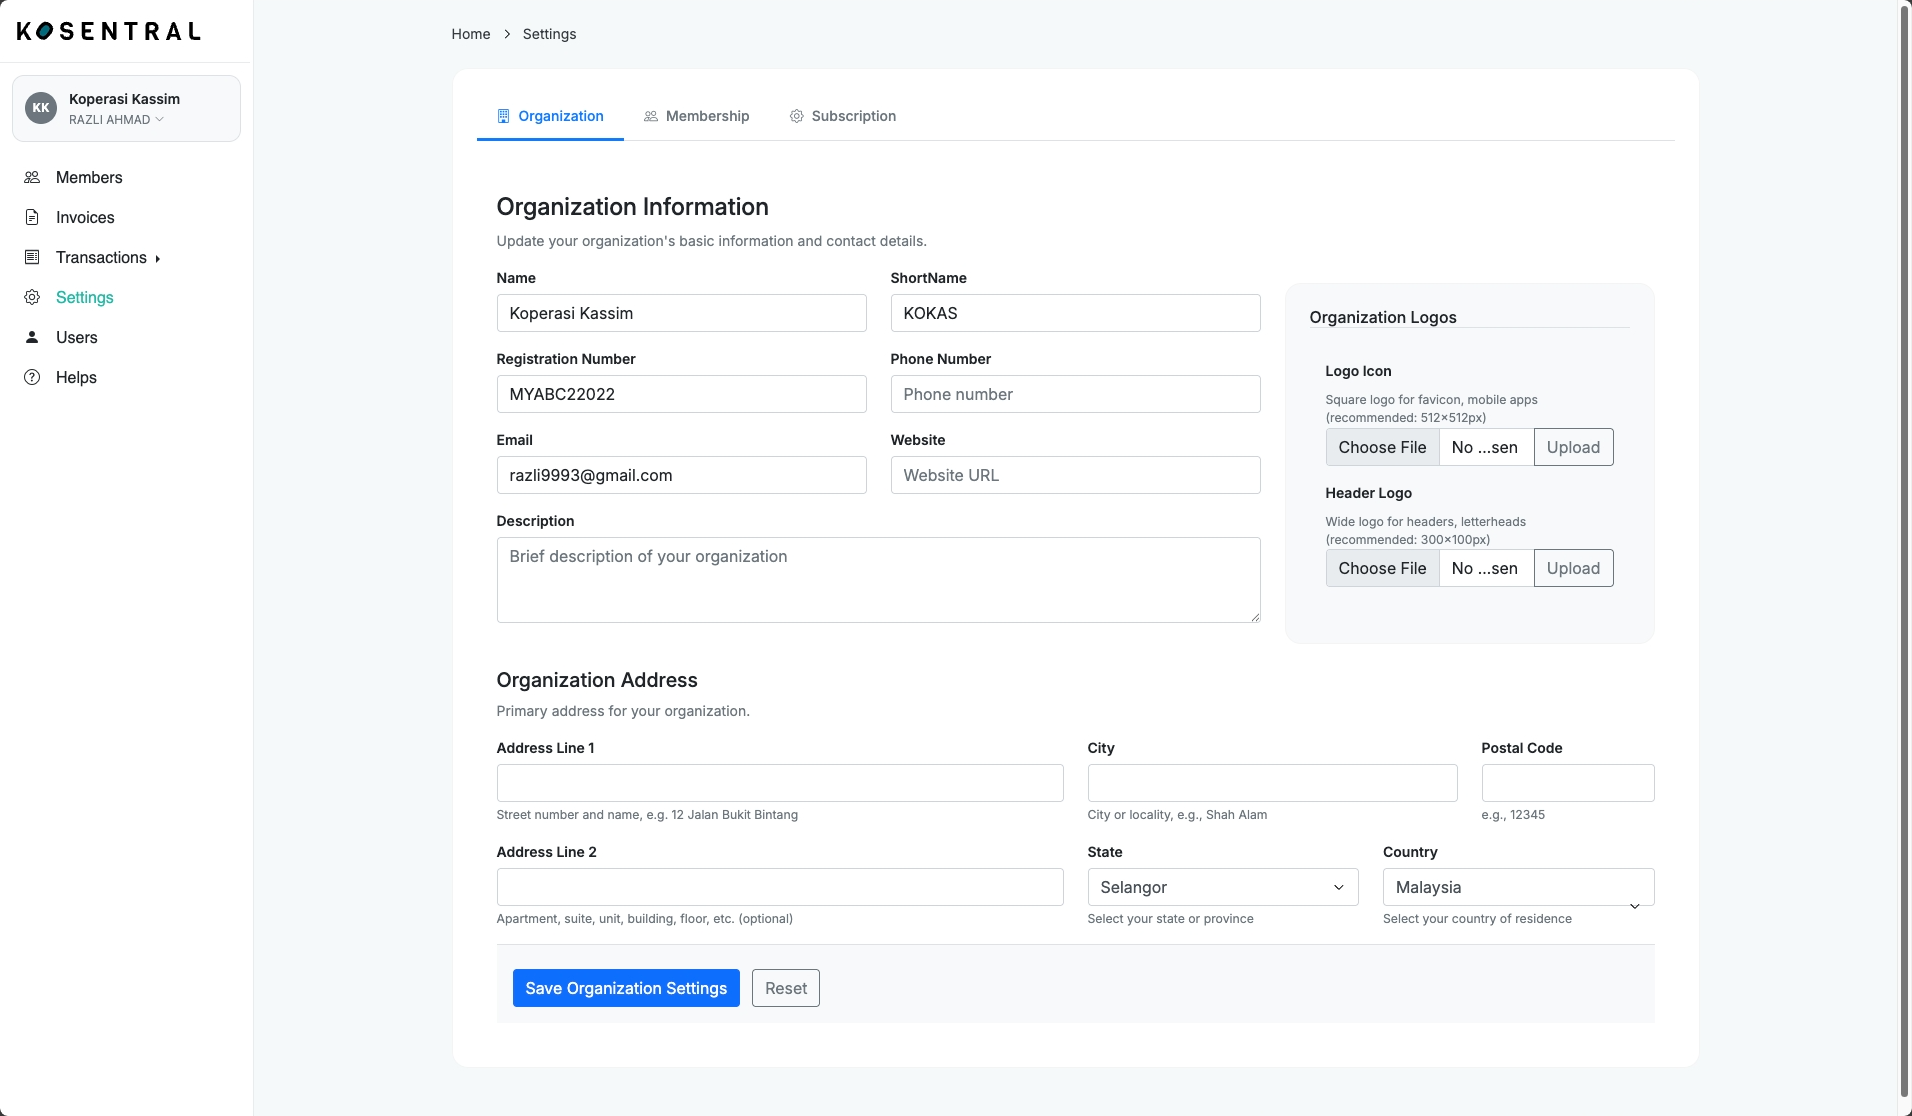 KOSENTRAL
KK
Koperasi Kassim
RAZLI AHMAD
Members
Invoices
Transactions
Settings
Users
Helps
Home > Settings
Organization
Membership
Subscription
Organization Information
Update your organization's basic information and contact details.
Name
Koperasi Kassim
ShortName
KOKAS
Registration Number
MYABC22022
Phone Number
Phone number
Email
razli9993@gmail.com
Website
Website URL
Description
Brief description of your organization
Organization Logos
Logo Icon
Square logo for favicon, mobile apps
(recommended: 512×512px)
Choose File No ...sen Upload
Header Logo
Wide logo for headers, letterheads
(recommended: 300×100px)
Choose File No ...sen Upload
Organization Address
Primary address for your organization.
Address Line 1
Street number and name, e.g. 12 Jalan Bukit Bintang
City
City or locality, e.g., Shah Alam
Postal Code
e.g., 12345
Address Line 2
Apartment, suite, unit, building, floor, etc. (optional)
State
Selangor
Select your state or province
Country
Malaysia
Select your country of residence
Save Organization Settings
Reset